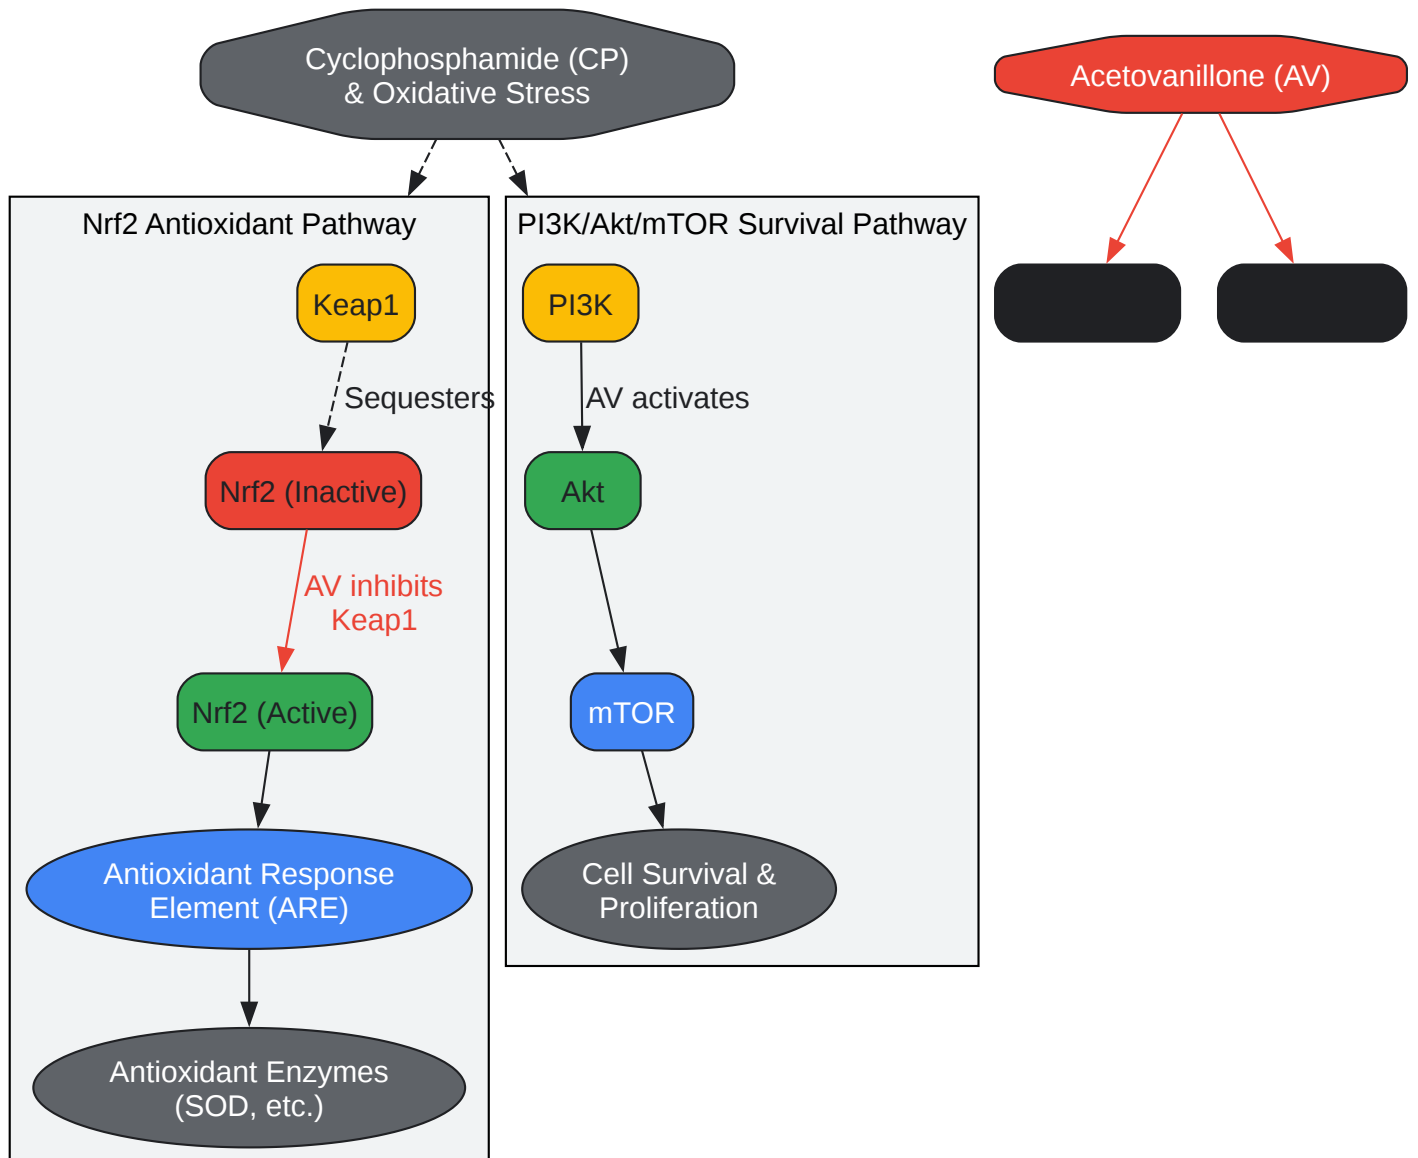 Cyclophosphamide (CP)
& Oxidative Stress
Acetovanillone (AV)
Nrf2 Antioxidant Pathway
PI3K/Akt/mTOR Survival Pathway
Keap1
PI3K
Sequesters
AV activates
Nrf2 (Inactive)
Akt
AV inhibits
Keap1
Nrf2 (Active)
mTOR
Antioxidant Response
Element (ARE)
Cell Survival &
Proliferation
Antioxidant Enzymes
(SOD, etc.)